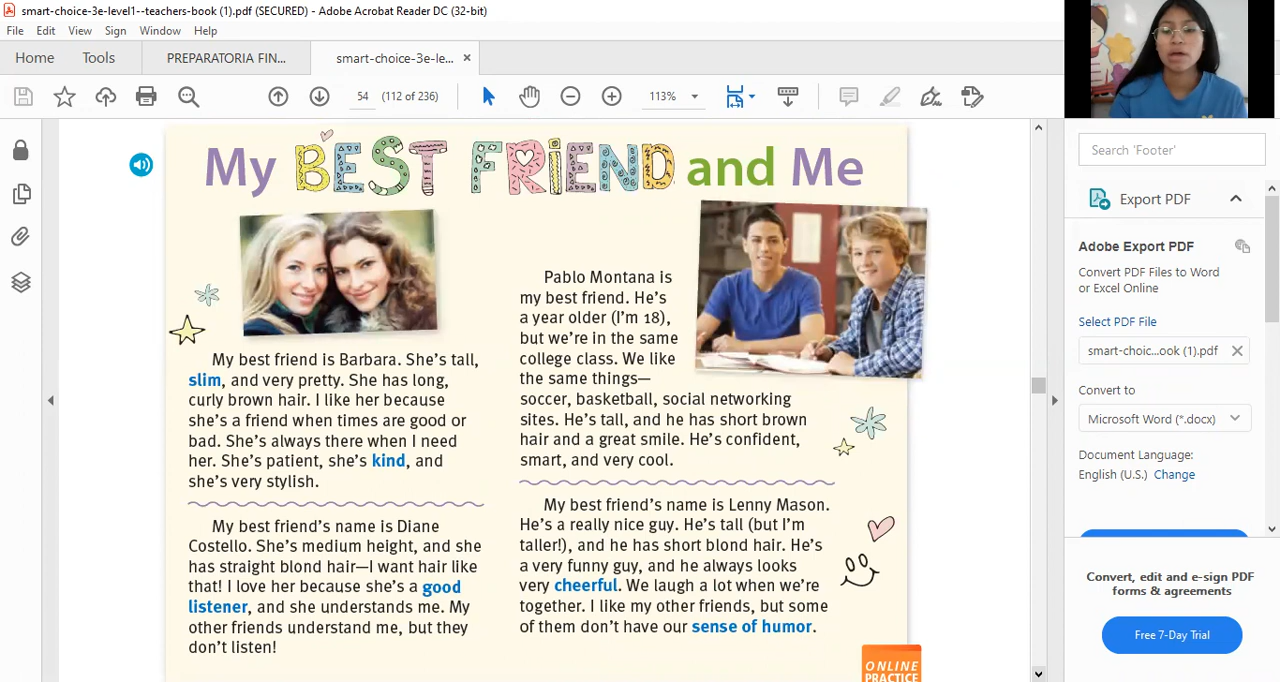 smart-choice-3e-level1--teachers-book (1).pdf (SECURED) - Adobe Acrobat Reader DC (32-bit)
File Edit View Sign Window Help
Home Tools PREPARATORIA FIN... smart-choice-3e-le... ×
54 (112 of 236) 113%
My BEST FRIEND and Me
My best friend is Barbara. She's tall,
slim, and very pretty. She has long,
curly brown hair. I like her because
she's a friend when times are good or
bad. She's always there when I need
her. She's patient, she's kind, and
she's very stylish.
My best friend's name is Diane
Costello. She's medium height, and she
has straight blond hair—I want hair like
that! I love her because she's a good
listener, and she understands me. My
other friends understand me, but they
don't listen!
Pablo Montana is
my best friend. He's
a year older (I'm 18),
but we're in the same
college class. We like
the same things—
soccer, basketball, social networking
sites. He's tall, and he has short brown
hair and a great smile. He's confident,
smart, and very cool.
My best friend's name is Lenny Mason.
He's a really nice guy. He's tall (but I'm
taller!), and he has short blond hair. He's
a very funny guy, and he always looks
very cheerful. We laugh a lot when we're
together. I like my other friends, but some
of them don't have our sense of humor.
ONLINE
PRACTICE
Search 'Footer'
Export PDF
Adobe Export PDF
Convert PDF Files to Word
or Excel Online
Select PDF File
smart-choic...ook (1).pdf
Convert to
Microsoft Word (*.docx)
Document Language:
English (U.S.) Change
Convert, edit and e-sign PDF
forms & agreements
Free 7-Day Trial